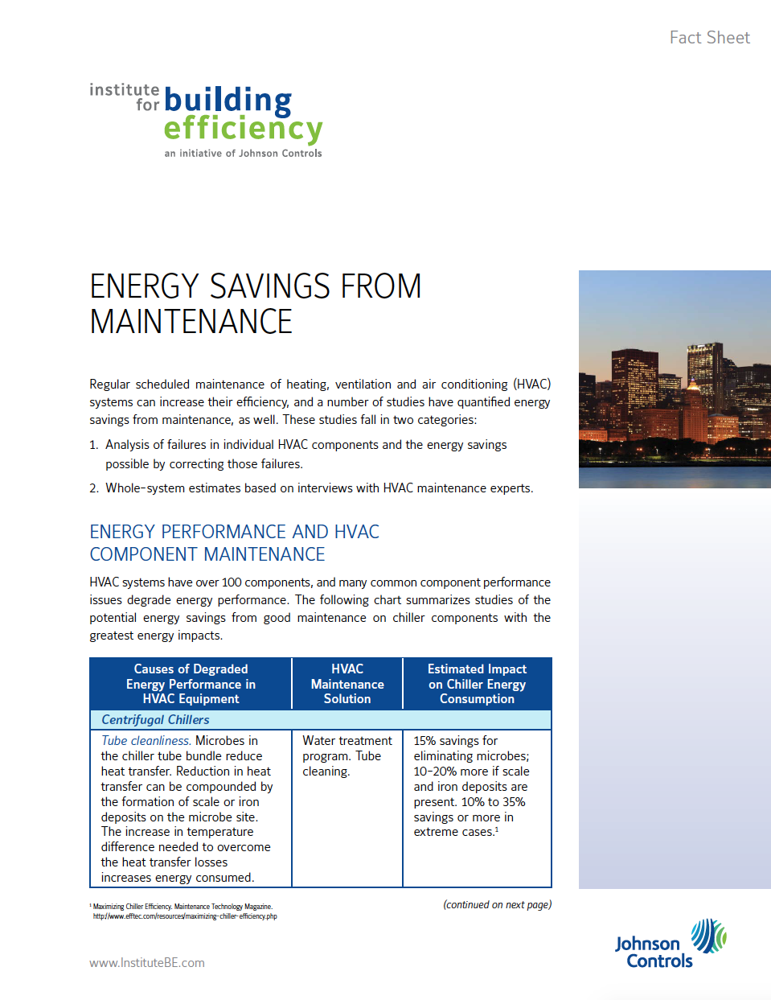 Fact Sheet
institute
for building
efficiency
an initiative of Johnson Controls
ENERGY SAVINGS FROM
MAINTENANCE
Regular scheduled maintenance of heating, ventilation and air conditioning (HVAC)
systems can increase their efficiency, and a number of studies have quantified energy
savings from maintenance, as well. These studies fall in two categories:
1. Analysis of failures in individual HVAC components and the energy savings
possible by correcting those failures.
2. Whole-system estimates based on interviews with HVAC maintenance experts.
ENERGY PERFORMANCE AND HVAC
COMPONENT MAINTENANCE
HVAC systems have over 100 components, and many common component performance
issues degrade energy performance. The following chart summarizes studies of the
potential energy savings from good maintenance on chiller components with the
greatest energy impacts.
Causes of Degraded
Energy Performance in
HVAC Equipment
HVAC
Maintenance
Solution
Estimated Impact
on Chiller Energy
Consumption
Centrifugal Chillers
Tube cleanliness. Microbes in
the chiller tube bundle reduce
heat transfer. Reduction in heat
transfer can be compounded by
the formation of scale or iron
deposits on the microbe site.
The increase in temperature
difference needed to overcome
the heat transfer losses
increases energy consumed.
Water treatment
program. Tube
cleaning.
15% savings for
eliminating microbes;
10-20% more if scale
and iron deposits are
present. 10% to 35%
savings or more in
extreme cases.¹
¹ Maximizing Chiller Efficiency. Maintenance Technology Magazine.
http://www.efftec.com/resources/maximizing-chiller-efficiency.php
(continued on next page)
www.InstituteBE.com
Johnson
Controls